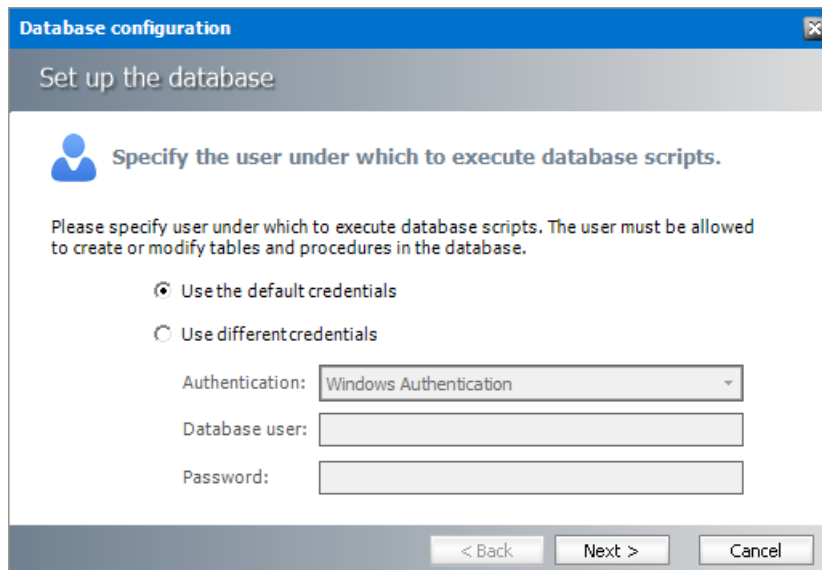 Database configuration
Set up the database
Specify the user under which to execute database scripts.
Please specify user under which to execute database scripts. The user must be allowed
to create or modify tables and procedures in the database.
Use the default credentials
Use different credentials
Authentication: Windows Authentication
Database user:
Password:
< Back Next > Cancel